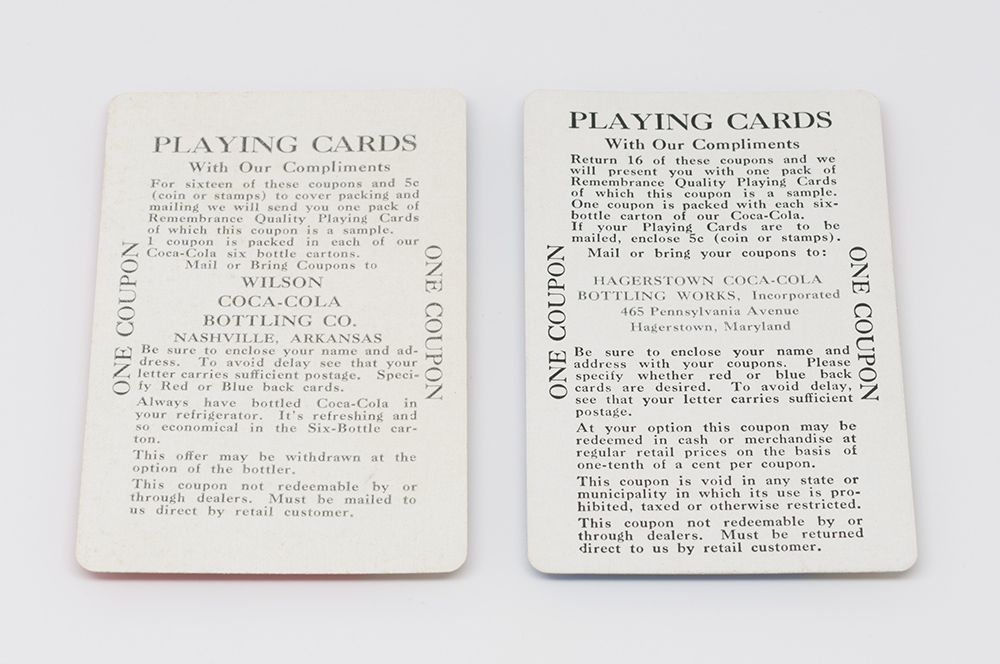 PLAYING CARDS
With Our Compliments
For sixteen of these coupons and 5c
(coin or stamps) to cover packing and
mailing we will send you one pack of
Remembrance Quality Playing Cards
of which this coupon is a sample.
1 coupon is packed in each of our
Coca-Cola six bottle cartons.
Mail or Bring Coupons to
WILSON
COCA-COLA
BOTTLING CO.
NASHVILLE, ARKANSAS
Be sure to enclose your name and ad-
dress. To avoid delay see that your
letter carries sufficient postage. Speci-
fy Red or Blue back cards.
Always have bottled Coca-Cola in
your refrigerator. It's refreshing and
so economical in the Six-Bottle car-
ton.
This offer may be withdrawn at the
option of the bottler.
This coupon not redeemable by or
through dealers. Must be mailed to
us direct by retail customer.
ONE COUPON
ONE COUPON
PLAYING CARDS
With Our Compliments
Return 16 of these coupons and we
will present you with one pack of
Remembrance Quality Playing Cards
of which this coupon is a sample.
One coupon is packed with each six-
bottle carton of our Coca-Cola.
If your Playing Cards are to be
mailed, enclose 5c (coin or stamps).
Mail or bring your coupons to:
HAGERSTOWN COCA-COLA
BOTTLING WORKS, Incorporated
465 Pennsylvania Avenue
Hagerstown, Maryland
Be sure to enclose your name and
address with your coupons. Please
specify whether red or blue back
cards are desired. To avoid delay,
see that your letter carries sufficient
postage.
At your option this coupon may be
redeemed in cash or merchandise at
regular retail prices on the basis of
one-tenth of a cent per coupon.
This coupon is void in any state or
municipality in which its use is pro-
hibited, taxed or otherwise restricted.
This coupon not redeemable by or
through dealers. Must be returned
direct to us by retail customer.
ONE COUPON
ONE COUPON